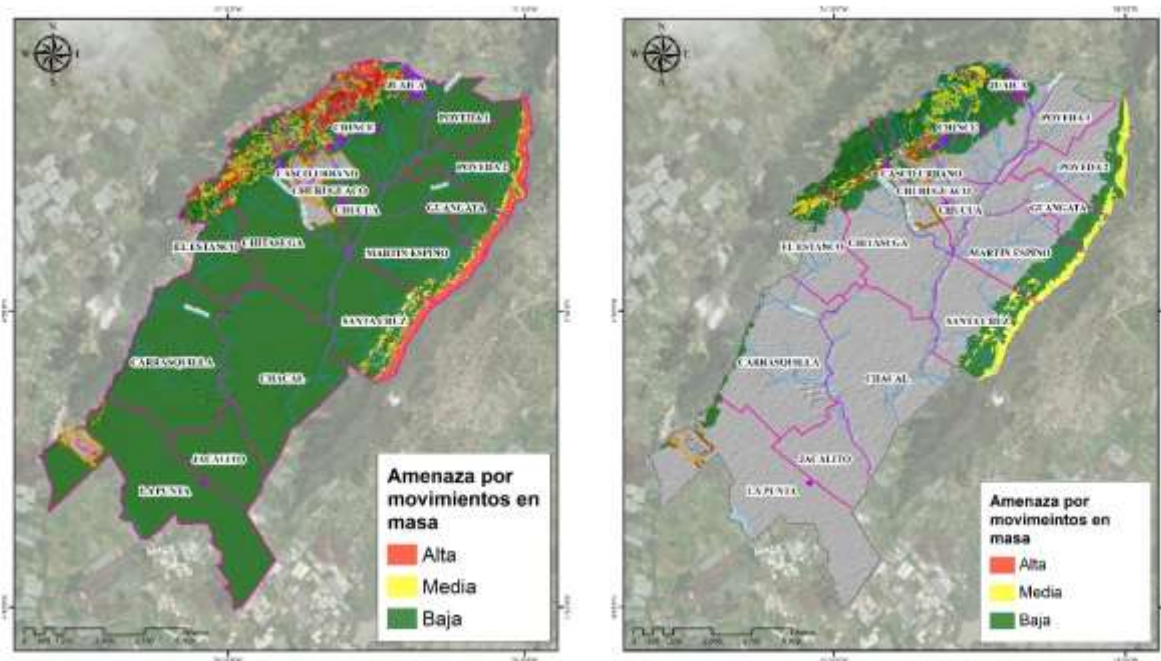 N
W
S
JUAICA
CHINCE
POVEDA 1
CASCO URBANO
POVEDA 2
CHURUGUACO
GUANGATA
CHUCUA
EL ESTANCO
CHITASUGA
MARTIN ESPINO
SANTA CRUZ
CARRASQUILLA
CHACAL
JACALITO
LA PUNTA
Amenaza por
movimientos en
masa
Alta
Media
Baja
N
W
E
S
JUAICA
CHINCE
POVEDA 1
CASCO URBANO
POVEDA 2
CHURUGUACO
GUANGATA
CHUCUA
EL ESTANCO
CHITASUGA
MARTIN ESPINO
SANTA CRUZ
CARRASQUILLA
CHACAL
JACALITO
LA PUNTA
Amenaza por
movimeintos en
masa
Alta
Media
Baja